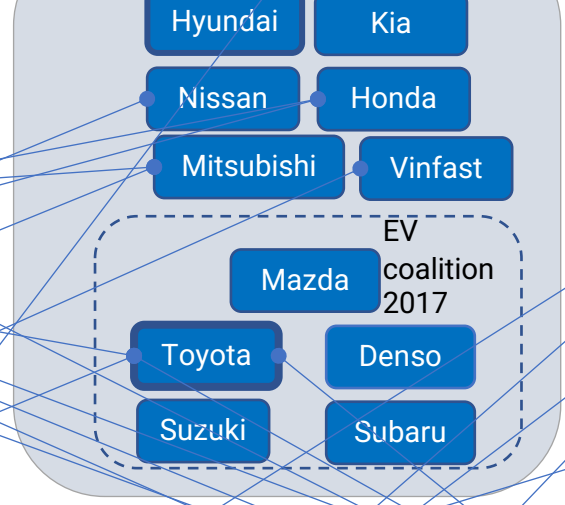 Hyundai
Kia
Nissan
Honda
Mitsubishi
Vinfast
EV
coalition
2017
Mazda
Toyota
Denso
Suzuki
Subaru